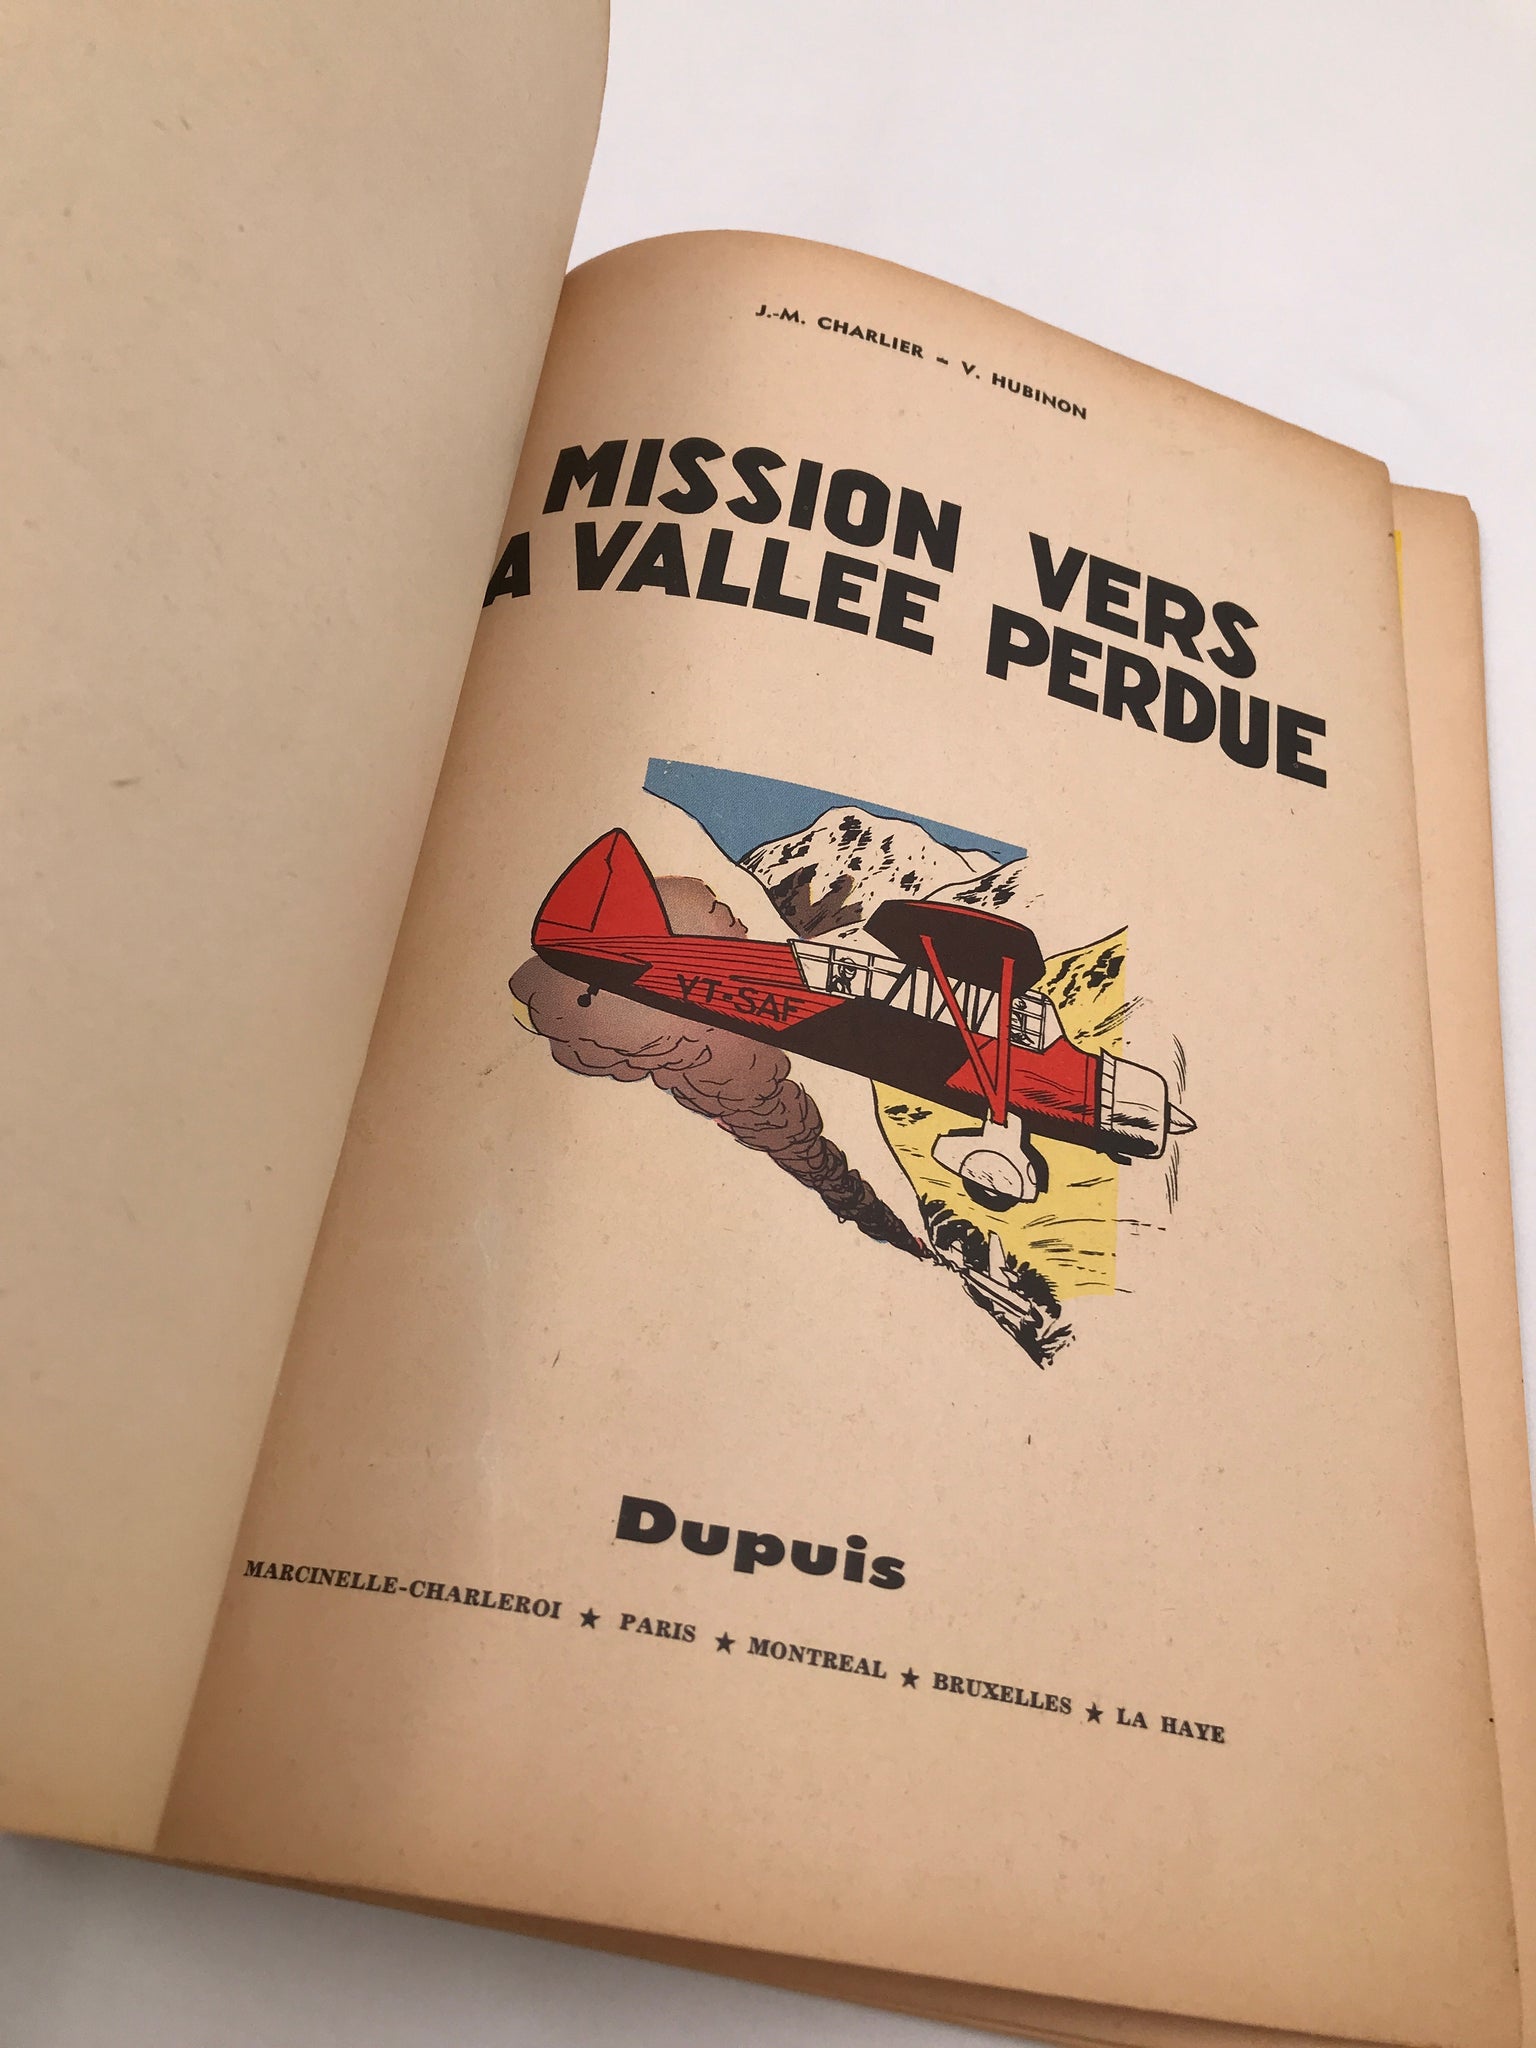 J.-M. CHARLIER - V. HUBINON
MISSION VERS
A VALLEE PERDUE
YT-SAF
Dupuis
MARCINELLE-CHARLEROI ★ PARIS ★ MONTREAL ★ BRUXELLES ★ LA HAYE